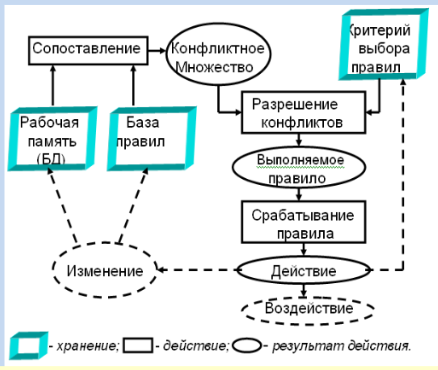 Сопоставление
Конфликтное
Множество
Критерий
выбора
правил
Рабочая
память
(БД)
База
правил
Разрешение
конфликтов
Выполняемое
правило
Срабатывание
правила
Изменение
Действие
Воздействие
- хранение; - действие; - результат действия.